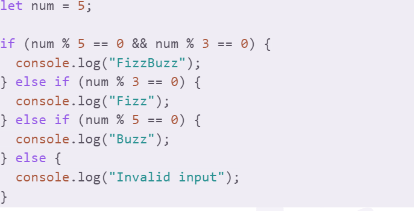 let num = 5;
if (num % 5 == 0 && num % 3 == 0) {
  console.log("FizzBuzz");
} else if (num % 3 == 0) {
  console.log("Fizz");
} else if (num % 5 == 0) {
  console.log("Buzz");
} else {
  console.log("Invalid input");
}